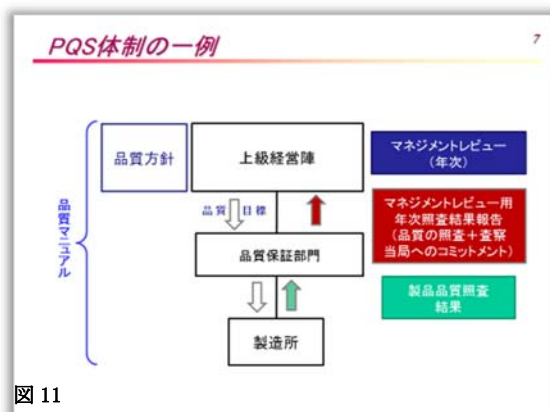 PQS体制の一例
7
品質方針
上級経営陣
マネジメントレビュー
(年次)
品質マニュアル
品質 目標
マネジメントレビュー用
年次照査結果報告
(品質の照査+査察
当局へのコミットメント)
品質保証部門
製品品質照査
結果
製造所
図 11